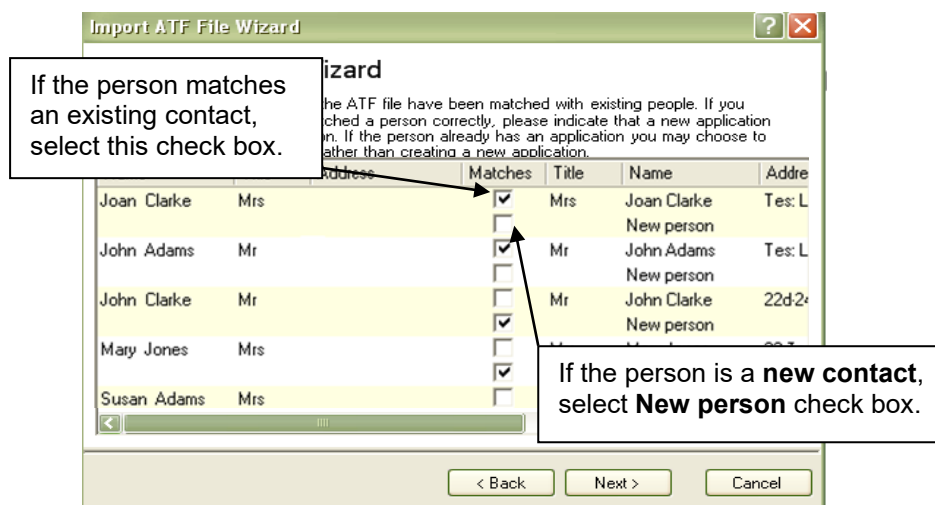 Import ATF File Wizard
izard
If the person matches
an existing contact,
select this check box.
he ATF file have been matched with existing people. If you
tched a person correctly, please indicate that a new application
n. If the person already has an application you may choose to
ather than creating a new application.
Address Matches Title Name Addre
Joan Clarke Mrs Mrs Joan Clarke Tes: L
New person
John Adams Mr Mr John Adams Tes: L
New person
John Clarke Mr Mr John Clarke 22d-24
New person
Mary Jones Mrs
If the person is a new contact,
select New person check box.
Susan Adams Mrs
< Back Next > Cancel